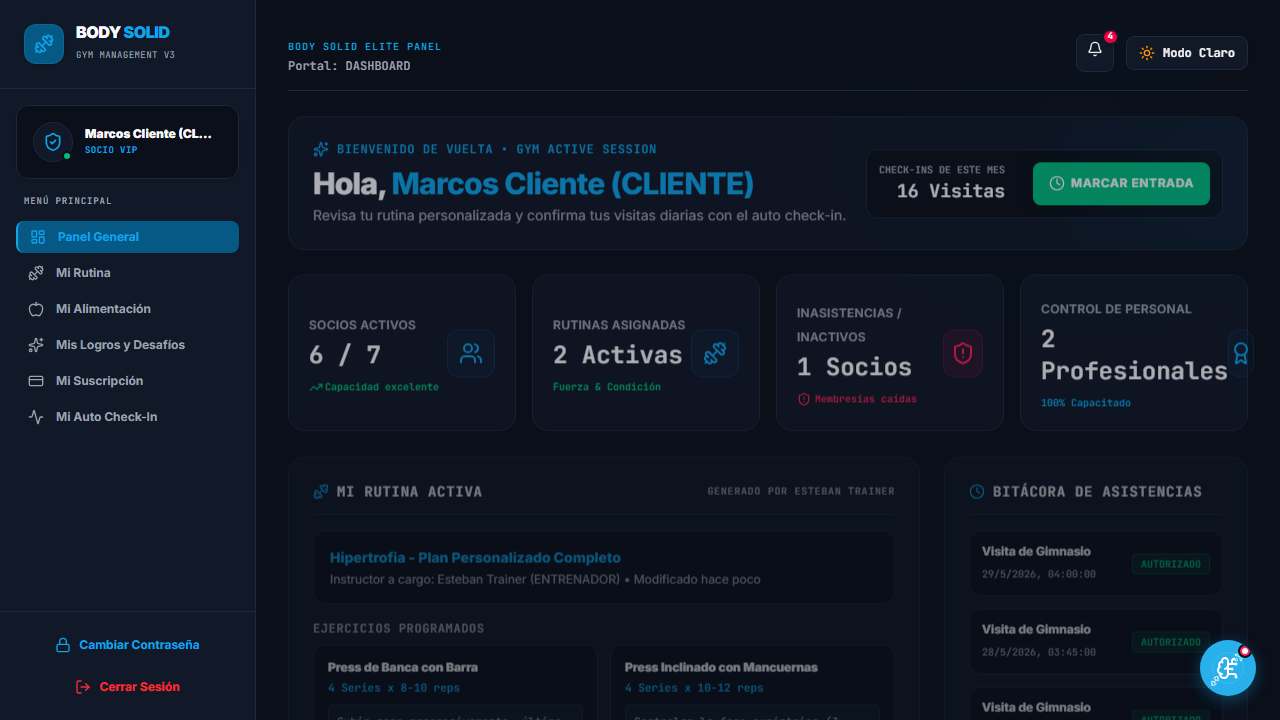 BODY SOLID
GYM MANAGEMENT V3
Marcos Cliente (CL...
SOCIO VIP
MENÚ PRINCIPAL
Panel General
Mi Rutina
Mi Alimentación
Mis Logros y Desafíos
Mi Suscripción
Mi Auto Check-In
Cambiar Contraseña
Cerrar Sesión
BODY SOLID ELITE PANEL
Portal: DASHBOARD
4
Modo Claro
BIENVENIDO DE VUELTA • GYM ACTIVE SESSION
Hola, Marcos Cliente (CLIENTE)
Revisa tu rutina personalizada y confirma tus visitas diarias con el auto check-in.
CHECK-INS DE ESTE MES
16 Visitas
MARCAR ENTRADA
SOCIOS ACTIVOS
6 / 7
Capacidad excelente
RUTINAS ASIGNADAS
2 Activas
Fuerza & Condición
INASISTENCIAS /
INACTIVOS
1 Socios
Membresías caídas
CONTROL DE PERSONAL
2
Profesionales
100% Capacitado
MI RUTINA ACTIVA
GENERADO POR ESTEBAN TRAINER
Hipertrofia - Plan Personalizado Completo
Instructor a cargo: Esteban Trainer (ENTRENADOR) • Modificado hace poco
EJERCICIOS PROGRAMADOS
Press de Banca con Barra
4 Series x 8-10 reps
Press Inclinado con Mancuernas
4 Series x 10-12 reps
BITÁCORA DE ASISTENCIAS
Visita de Gimnasio
29/5/2026, 04:00:00
AUTORIZADO
Visita de Gimnasio
28/5/2026, 03:45:00
AUTORIZADO
Visita de Gimnasio
AUTORIZADO